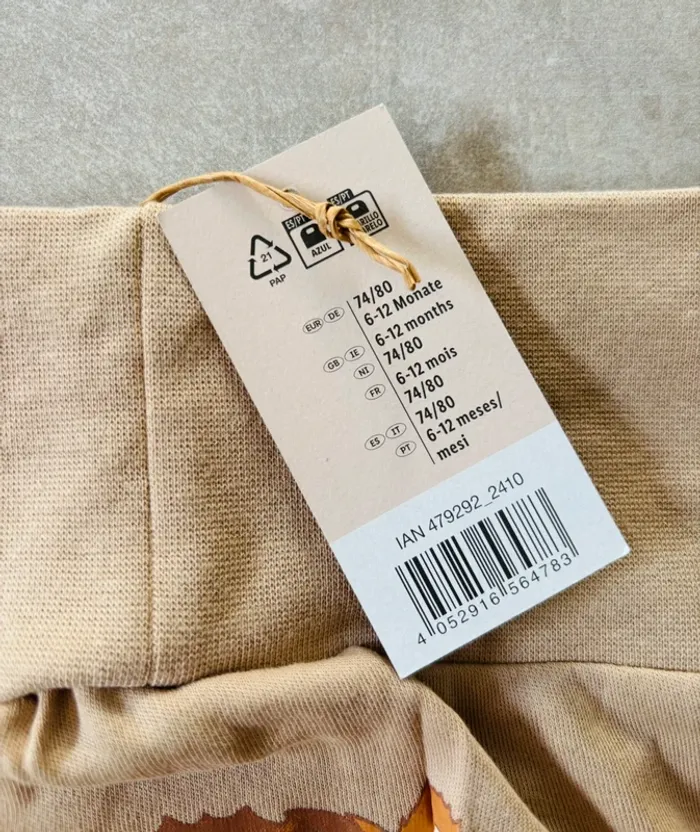 21
PAP
ES/PT
AZUL
ES/PT
74/80
EUR DE
6-12 Monate
6-12 months
GB IE
74/80
NI
6-12 mois
FR
74/80
74/80
ES IT
6-12 meses/
PT
mesi
IAN 479292_2410
4 052916 564783